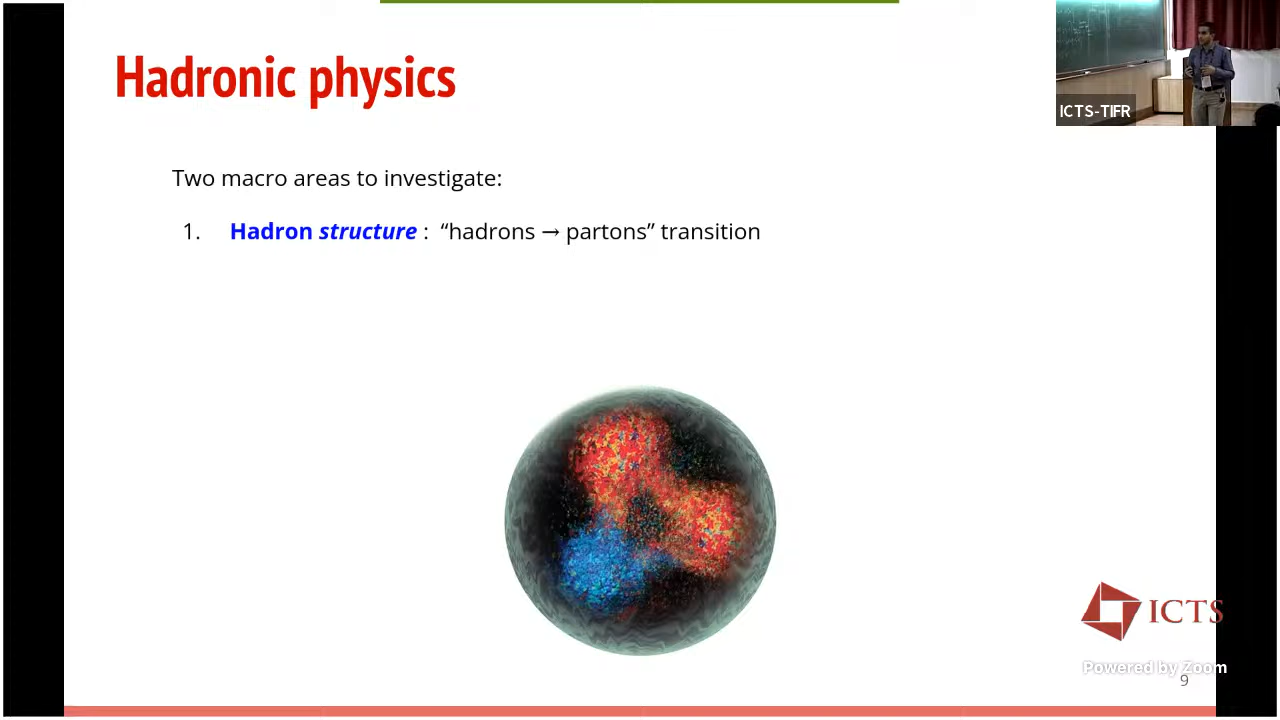 Hadronic physics
ICTS-TIFR
Two macro areas to investigate:
1. Hadron structure : “hadrons → partons” transition
ICTS
Powered by Zoom
9